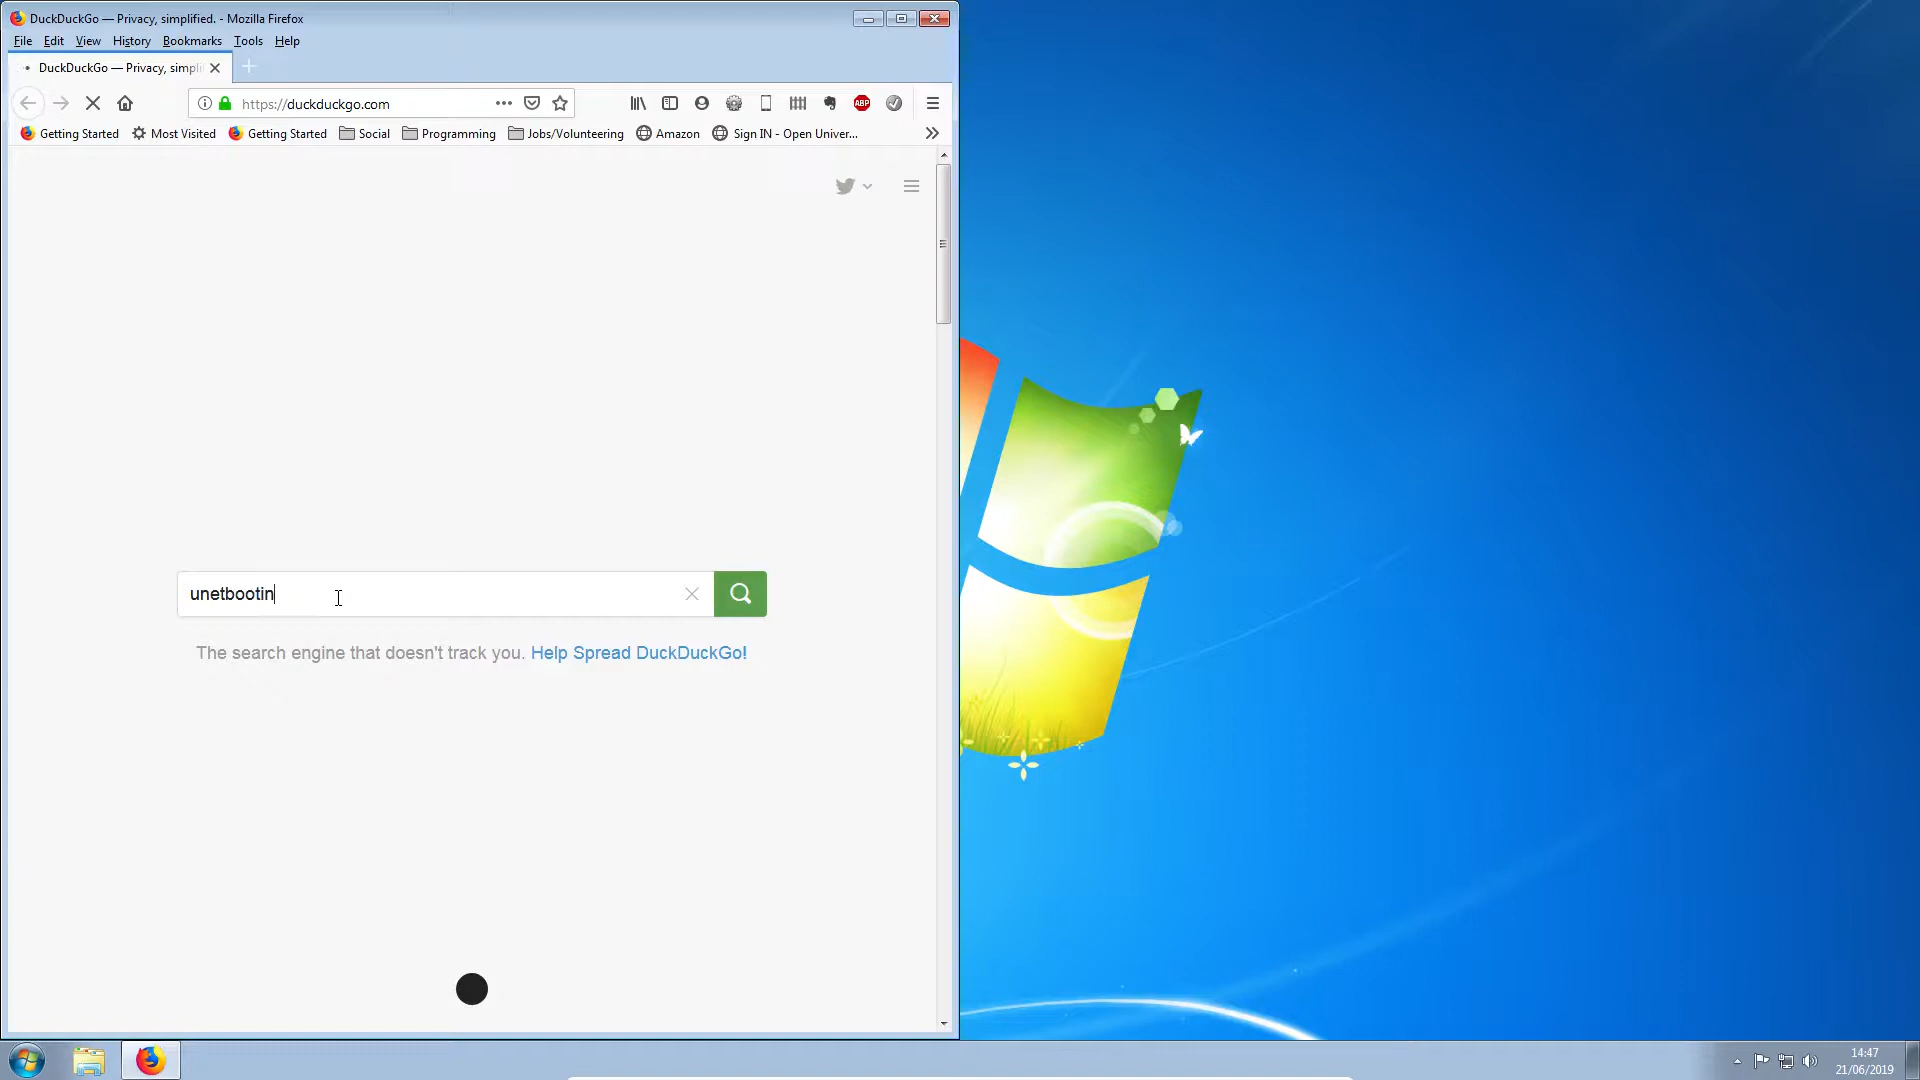 DuckDuckGo — Privacy, simplified. - Mozilla Firefox
File Edit View History Bookmarks Tools Help
DuckDuckGo — Privacy, simpli
https://duckduckgo.com
ABP
Getting Started Most Visited Getting Started Social Programming Jobs/Volunteering Amazon Sign IN - Open Univer...
unetbootin
The search engine that doesn't track you. Help Spread DuckDuckGo!
14:47
21/06/2019